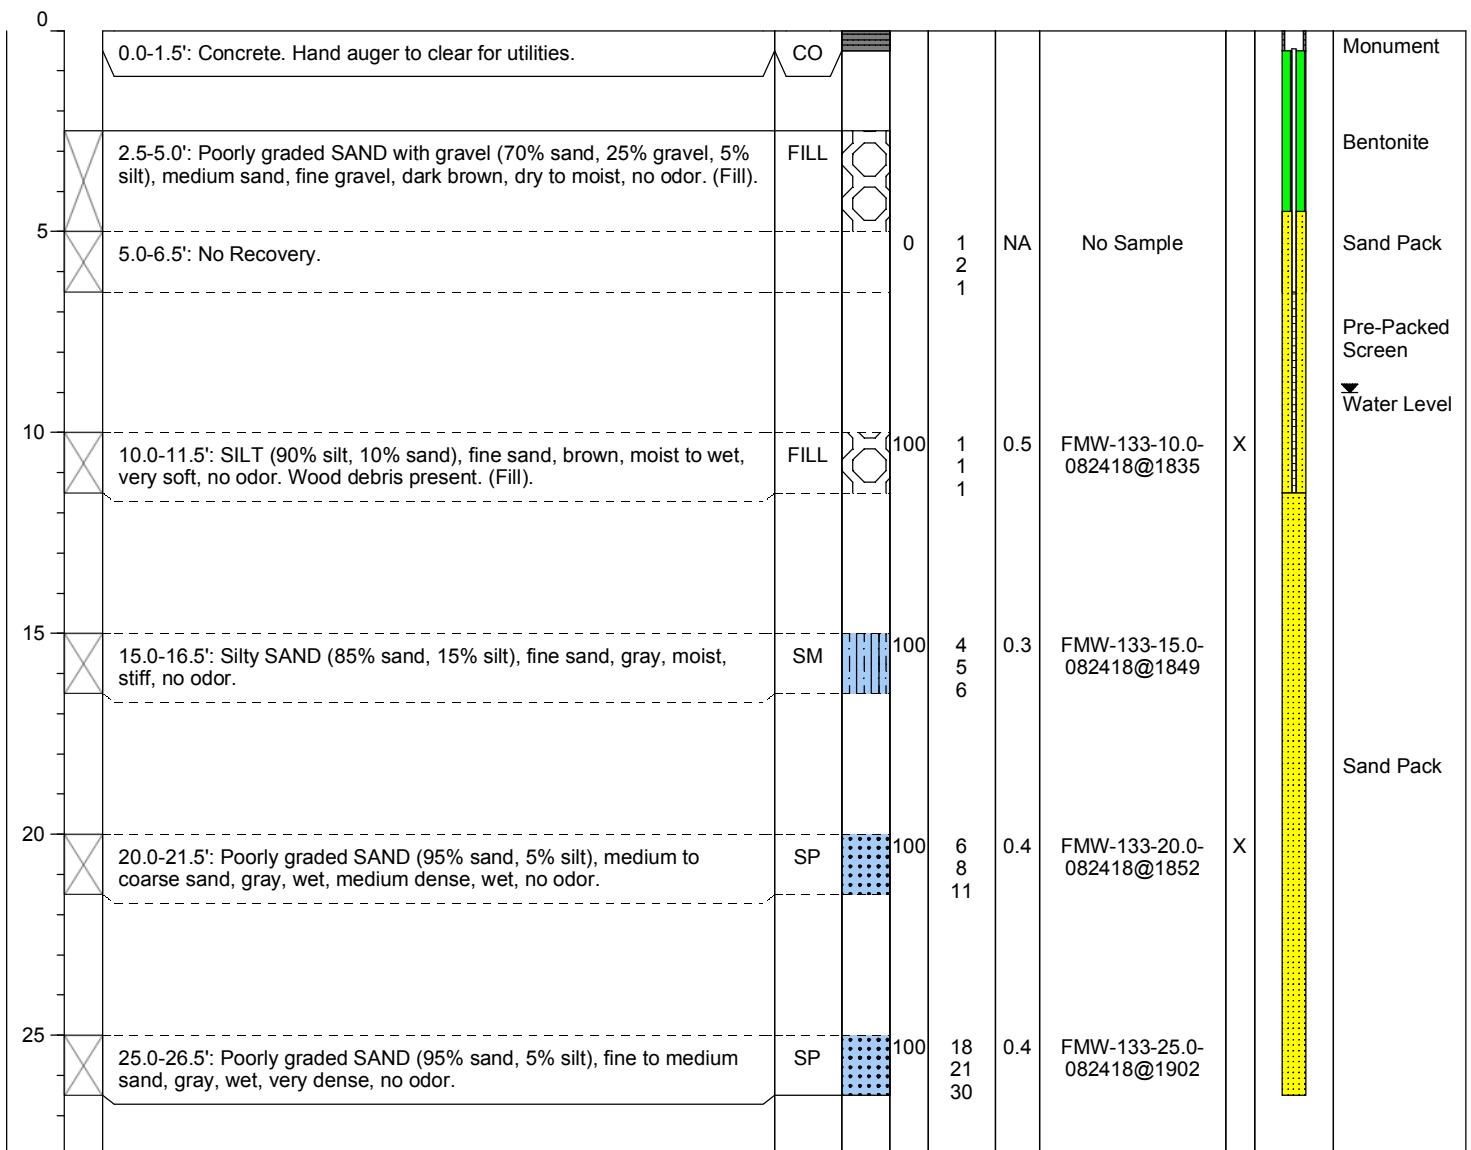 0
0.0-1.5': Concrete. Hand auger to clear for utilities.
CO
Monument
2.5-5.0': Poorly graded SAND with gravel (70% sand, 25% gravel, 5%
silt), medium sand, fine gravel, dark brown, dry to moist, no odor. (Fill).
FILL
Bentonite
5
5.0-6.5': No Recovery.
0
1
2
1
NA
No Sample
Sand Pack
Pre-Packed
Screen
Water Level
10
10.0-11.5': SILT (90% silt, 10% sand), fine sand, brown, moist to wet,
very soft, no odor. Wood debris present. (Fill).
FILL
100
1
1
1
0.5
FMW-133-10.0-
082418@1835
X
15
15.0-16.5': Silty SAND (85% sand, 15% silt), fine sand, gray, moist,
stiff, no odor.
SM
100
4
5
6
0.3
FMW-133-15.0-
082418@1849
Sand Pack
20
20.0-21.5': Poorly graded SAND (95% sand, 5% silt), medium to
coarse sand, gray, wet, medium dense, wet, no odor.
SP
100
6
8
11
0.4
FMW-133-20.0-
082418@1852
X
25
25.0-26.5': Poorly graded SAND (95% sand, 5% silt), fine to medium
sand, gray, wet, very dense, no odor.
SP
100
18
21
30
0.4
FMW-133-25.0-
082418@1902